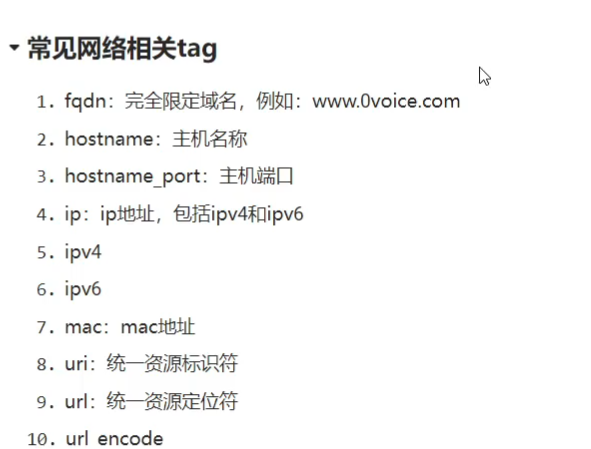 常见网络相关tag
1. fqdn：完全限定域名，例如：www.0voice.com
2. hostname：主机名称
3. hostname_port：主机端口
4. ip：ip地址，包括ipv4和ipv6
5. ipv4
6. ipv6
7. mac：mac地址
8. uri：统一资源标识符
9. url：统一资源定位符
10. url encode